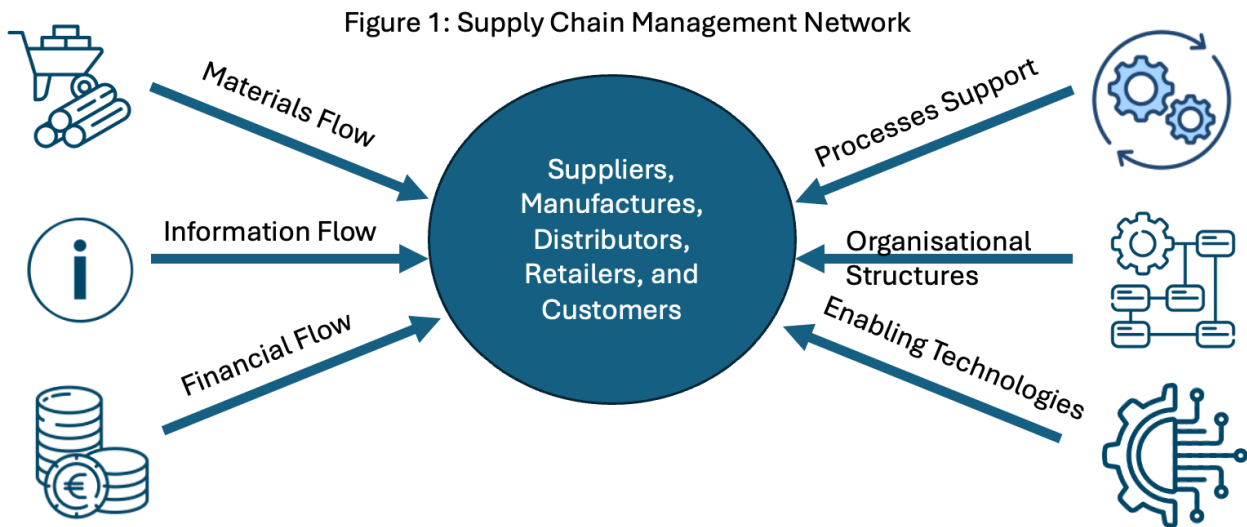 Figure 1: Supply Chain Management Network
Materials Flow
Information Flow
Financial Flow
Suppliers,
Manufactures,
Distributors,
Retailers, and
Customers
Processes Support
Organisational
Structures
Enabling Technologies
i
€